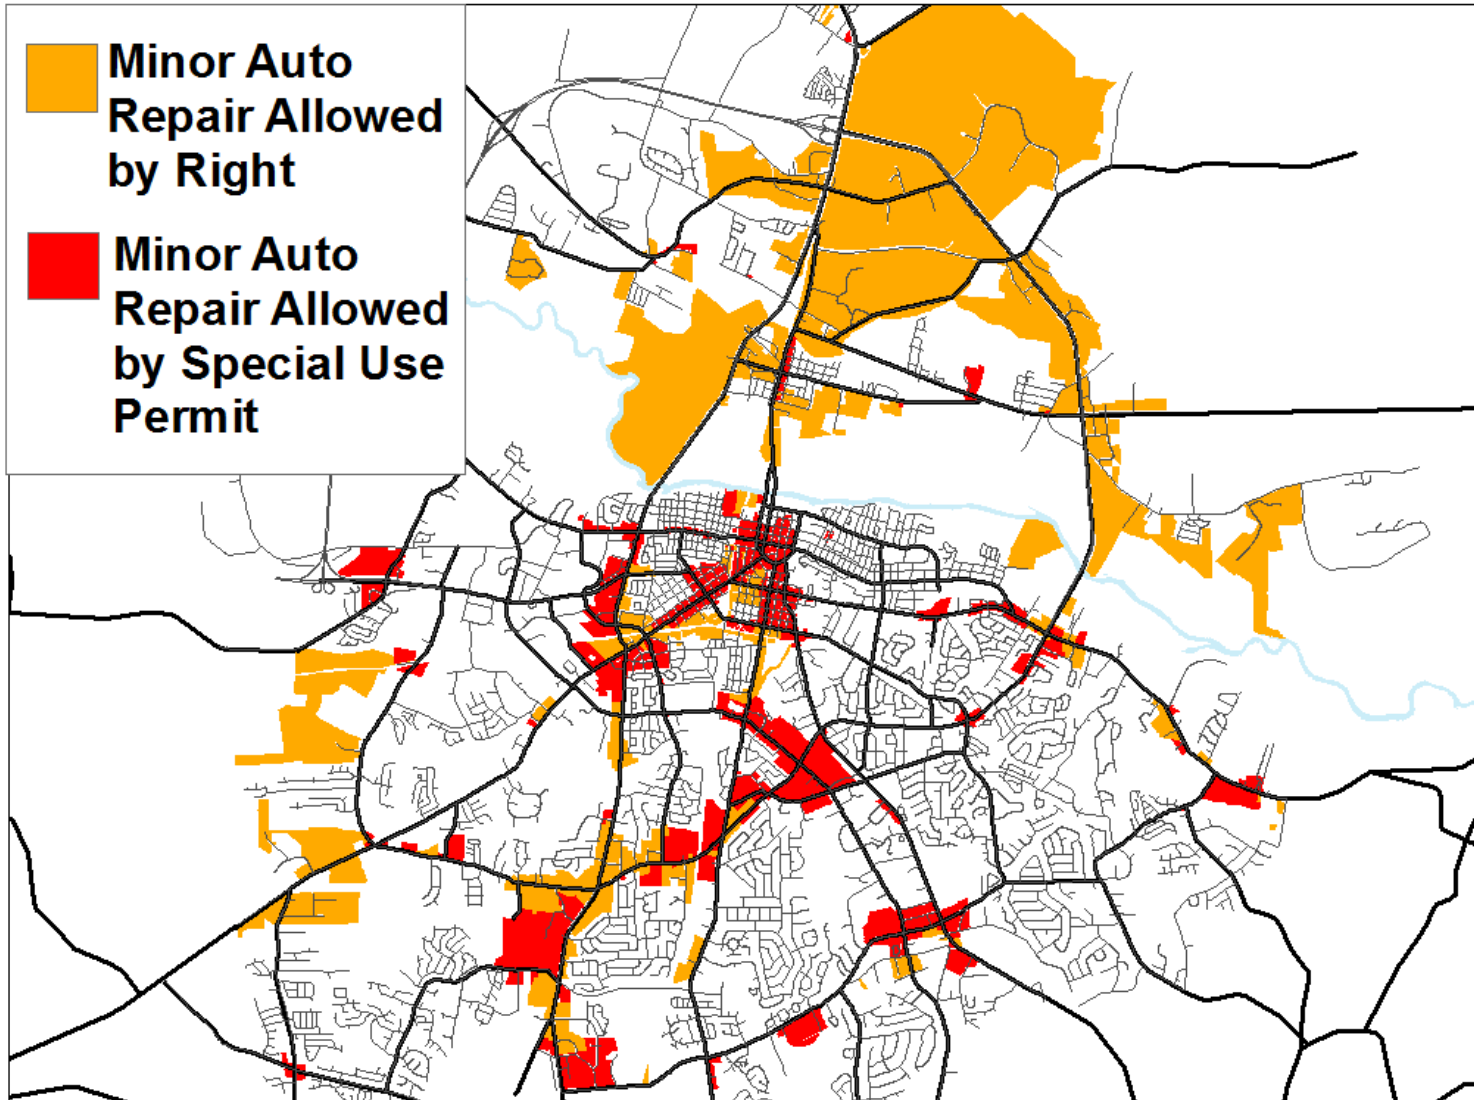 Minor Auto
Repair Allowed
by Right
Minor Auto
Repair Allowed
by Special Use
Permit